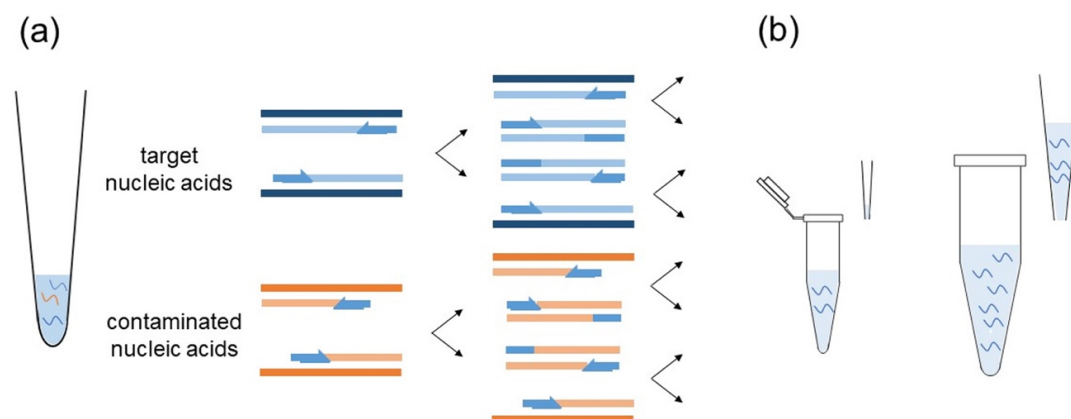 (a)
(b)
target
nucleic acids
contaminated
nucleic acids